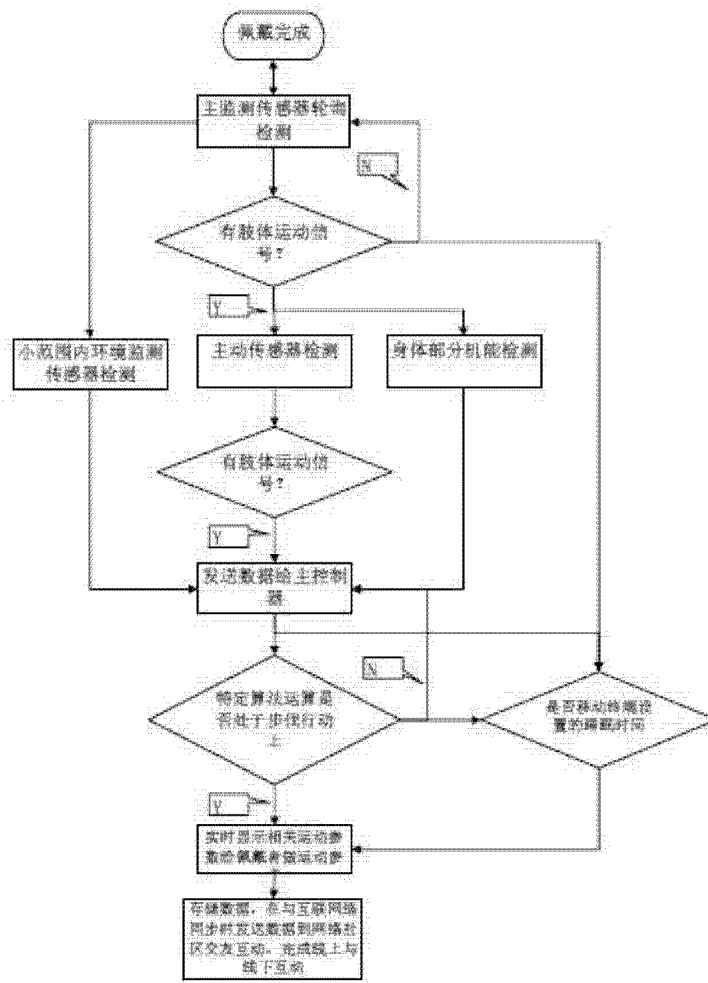 佩戴完成
主监测传感器轮询
检测
N
有肢体运动信
号?
Y
小范围内环境监测
传感器检测
主动传感器检测
身体部分机能检测
有肢体运动信
号?
Y
发送数据给主控制
器
N
特定算法运算是
否处于步伐行动
上
是否移动终端设
置的睡眠时间
Y
实时显示相关运动参
数给佩戴者做运动参
存储数据,在与互联网络
同步时发送数据到网络社
区交友互动,完成线上与
线下互动